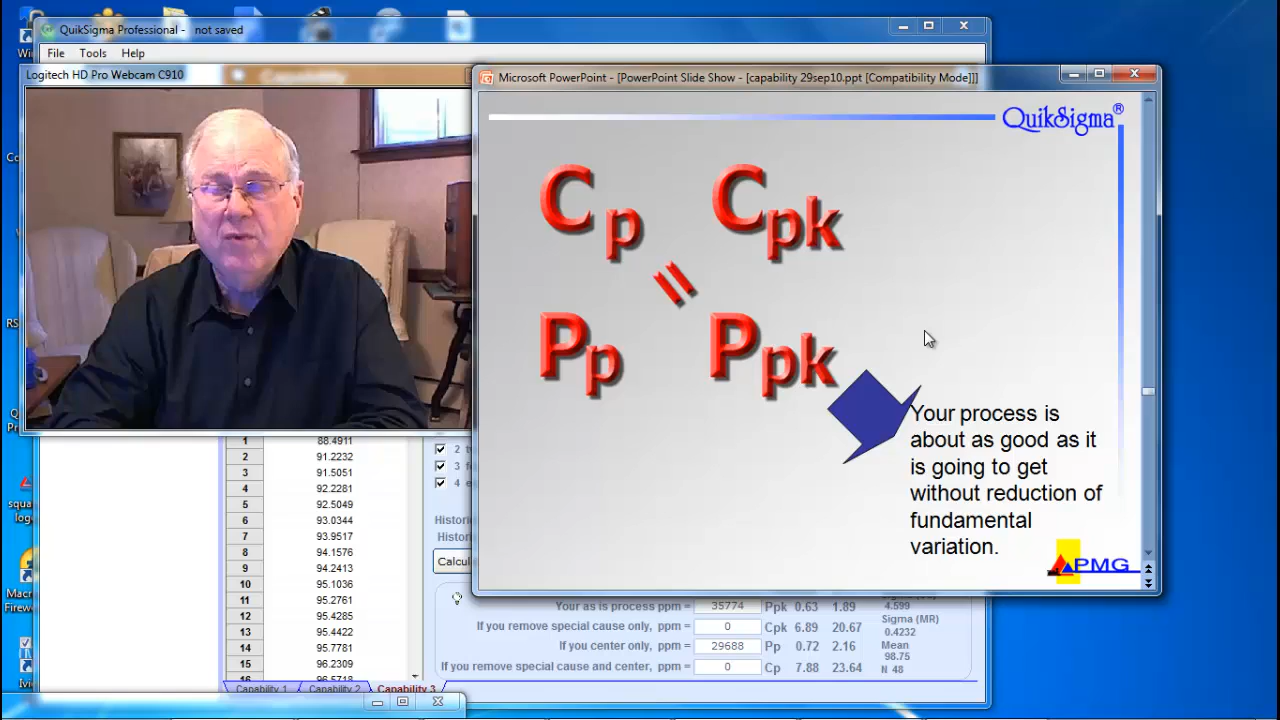 QuikSigma Professional - not saved
File Tools Help
Logitech HD Pro Webcam C910
Microsoft PowerPoint - [PowerPoint Slide Show - [capability 29sep10.ppt [Compatibility Mode]]]
QuikSigma®
Cp Cpk
=
Pp Ppk
Your process is
about as good as it
is going to get
without reduction of
fundamental
variation.
PMG
1 88.4911
2 91.2232
3 91.5051
4 92.2281
5 92.5049
6 93.0344
7 93.9517
8 94.1576
9 94.2413
10 95.1036
11 95.2761
12 95.4285
13 95.4422
14 95.7781
15 96.2309
16 96.5718
2
3
4
Calcul
Your as is process ppm = 35774 Ppk 0.63 1.89
If you remove special cause only, ppm = 0 Cpk 6.89 20.67
If you center only, ppm = 29688 Pp 0.72 2.16
If you remove special cause and center, ppm = 0 Cp 7.88 23.64
4.599
Sigma (MR)
0.4232
Mean
98.75
N 48
Capability 1 Capability 2 Capability 3